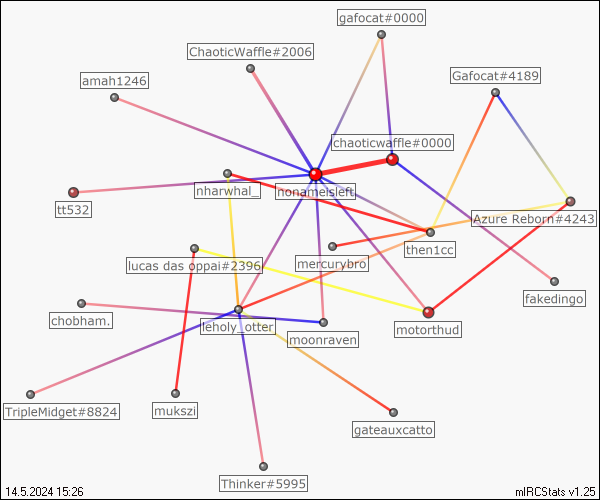 gafocat#0000
ChaoticWaffle#2006
Gafocat#4189
amah1246
chaoticwaffle#0000
nharwhal_
nonameisleft
tt532
Azure Reborn#4243
then1cc
mercurybro
lucas das oppai#2396
fakedingo
chobham.
leholy_otter
motorthud
moonraven
TripleMidget#8824
mukszi
gateauxcatto
Thinker#5995
14.5.2024 15:26
mIRCStats v1.25